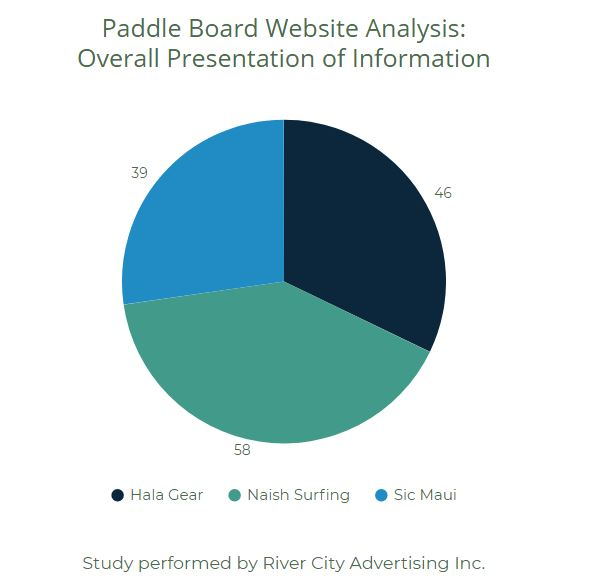 Paddle Board Website Analysis:
Overall Presentation of Information
39
46
58
Hala Gear Naish Surfing Sic Maui
Study performed by River City Advertising Inc.